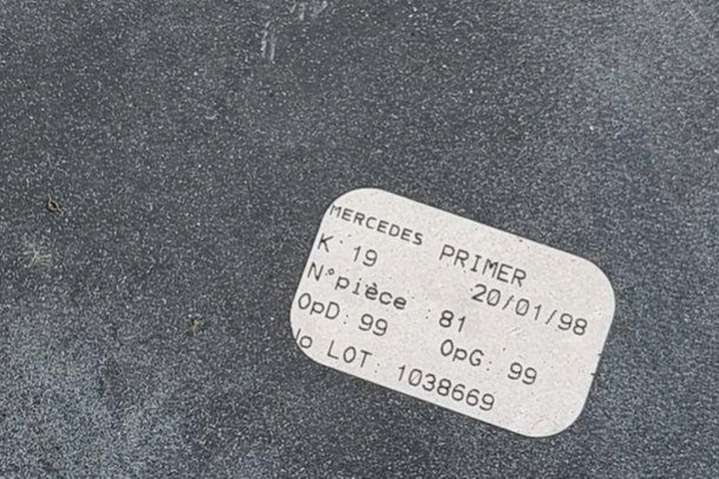 MERCEDES PRIMER
K: 19 20/01/98
N°pièce : 81
OpD: 99 OpG: 99
No LOT: 1038669